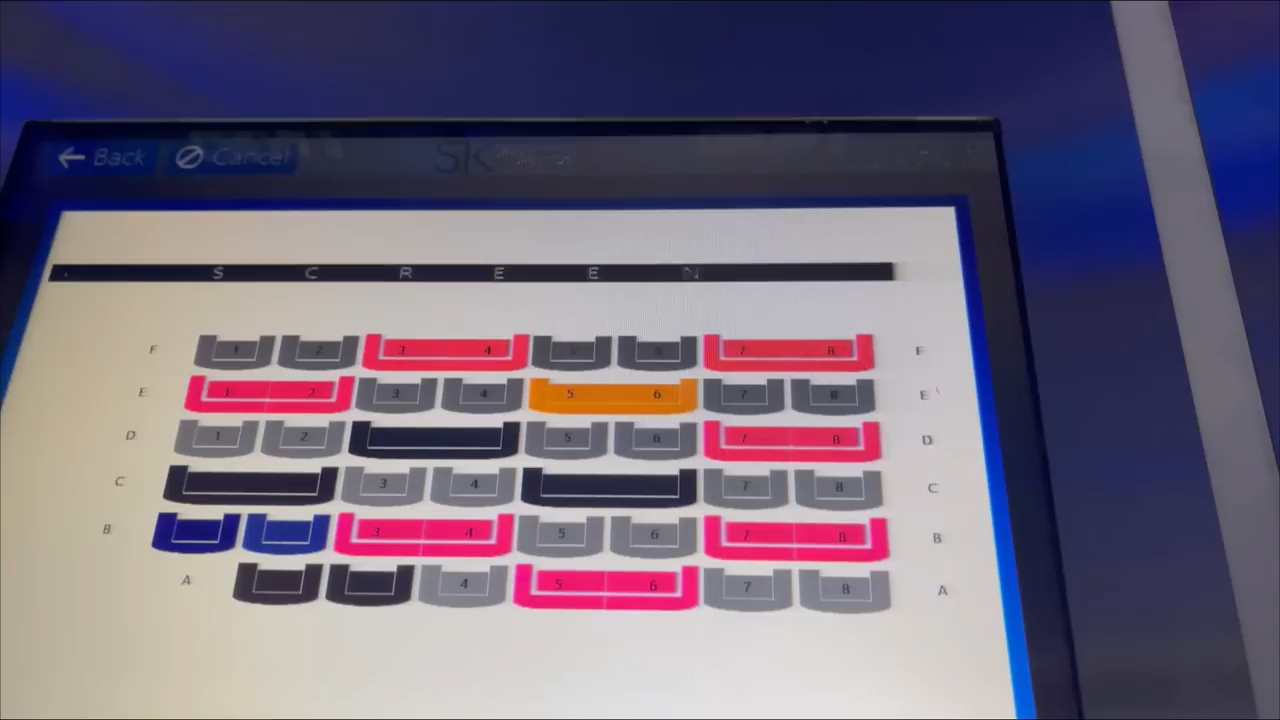 Back Cancel SK
S C R E E N
F 1 2 3 4 5 6 7 8 F
E 1 2 3 4 5 6 7 8 E
D 1 2 5 6 7 8 D
C 3 4 7 8 C
B 3 4 5 6 7 8 B
A 4 5 6 7 8 A